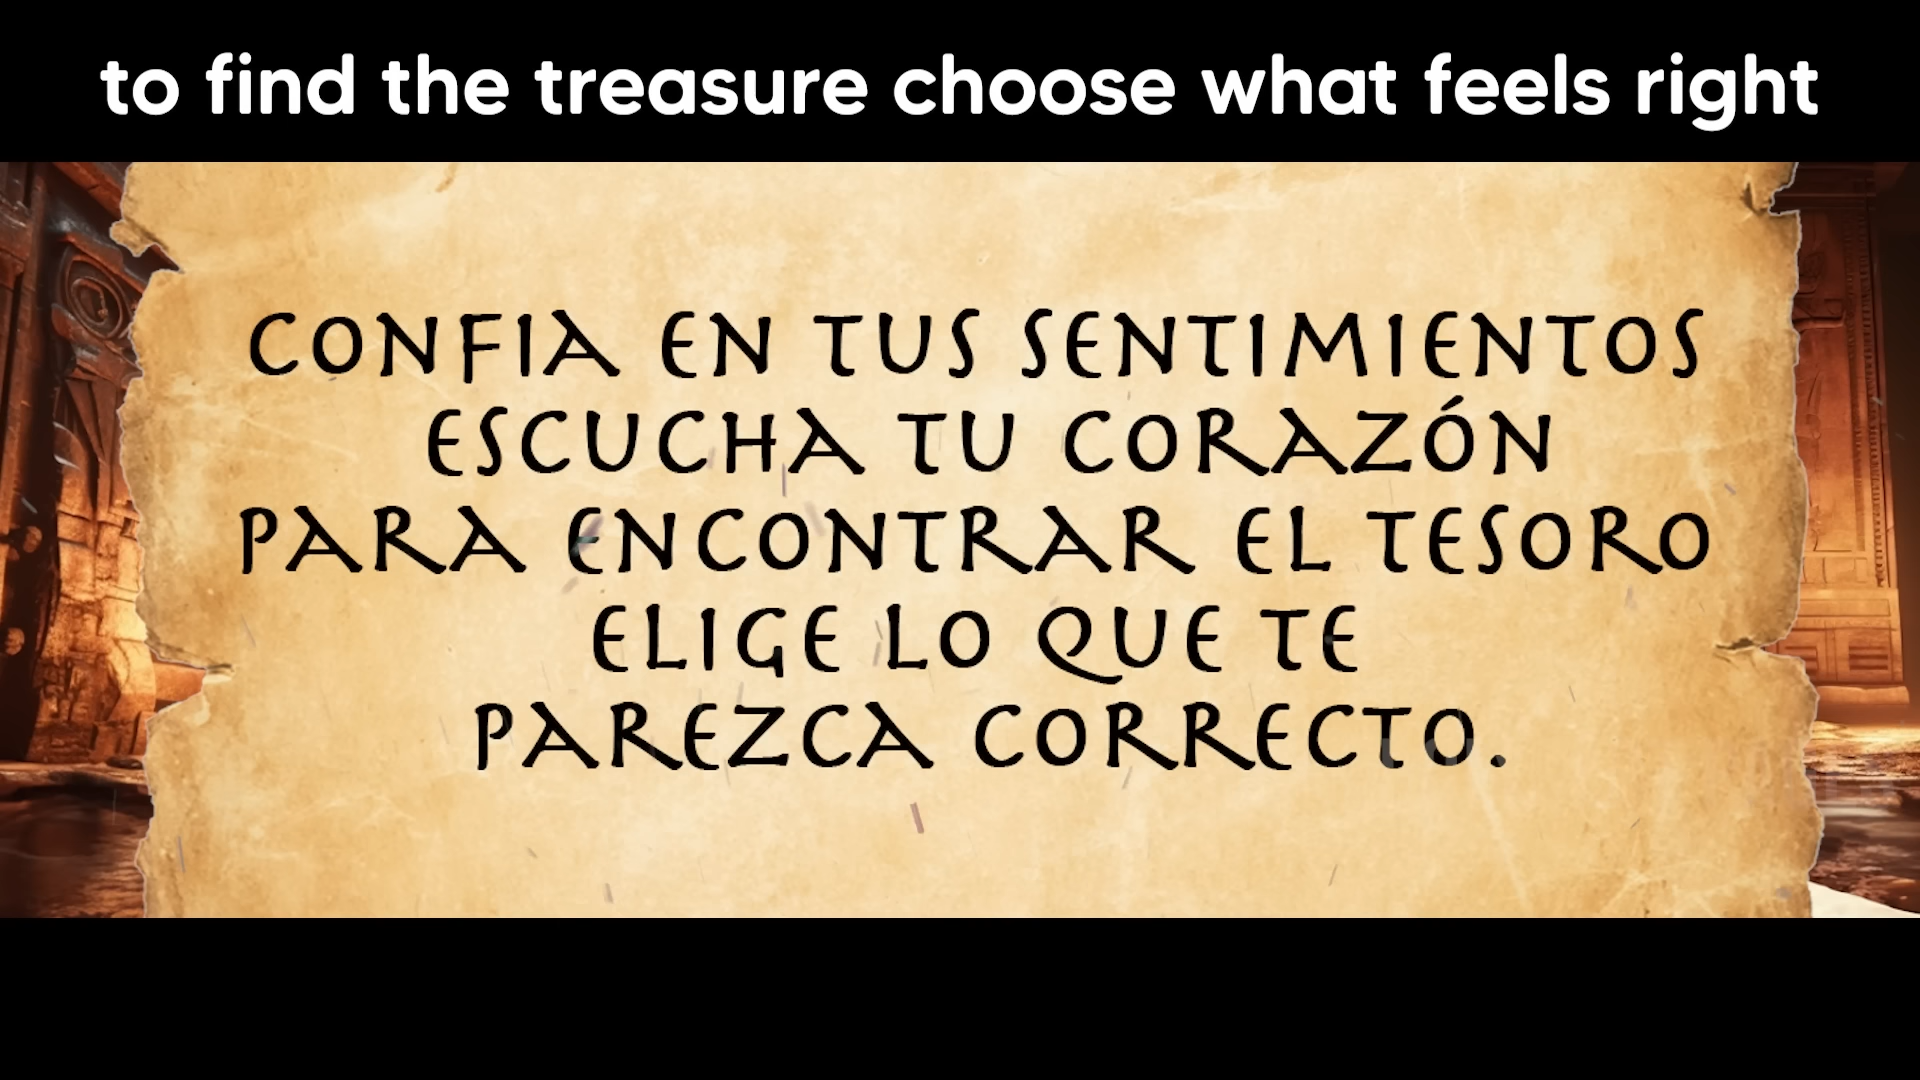 to find the treasure choose what feels right
CONFIA EN TUS SENTIMIENTOS
ESCUCHA TU CORAZÓN
PARA ENCONTRAR EL TESORO
ELIGE LO QUE TE
PAREZCA CORRECTO.